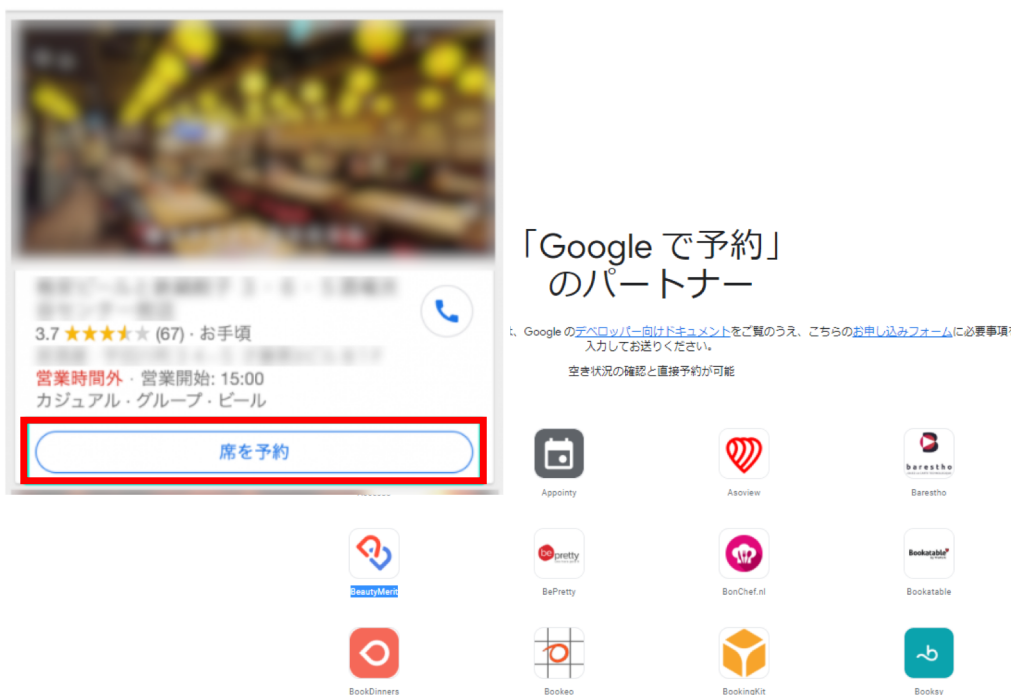 3.7 (67)・お手頃
営業時間外・営業開始: 15:00
カジュアル・グループ・ビール
席を予約
「Google で予約」
のパートナー
、Google のデベロッパー向けドキュメントをご覧のうえ、こちらのお申し込みフォームに必要事項を
入力してお送りください。
空き状況の確認と直接予約が可能
Appointy
Asoview
barestho
Barestho
BeautyMerit
be pretty
BePretty
BonChef.nl
Bookatable
Bookatable
BookDinners
Bookeo
BookingKit
Booksy